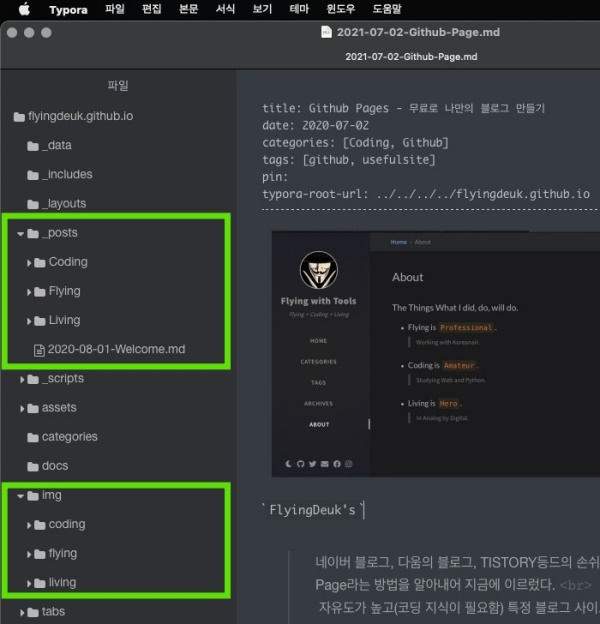 Typora 파일 편집 본문 서식 보기 테마 윈도우 도움말
2021-07-02-Github-Page.md
2021-07-02-Github-Page.md
파일
flyingdeuk.github.io
_data
_includes
_layouts
_posts
Coding
Flying
Living
2020-08-01-Welcome.md
_scripts
assets
categories
docs
img
coding
flying
living
tabs
title: Github Pages - 무료로 나만의 블로그 만들기
date: 2020-07-02
categories: [Coding, Github]
tags: [github, usefulsite]
pin:
typora-root-url: ../../../../flyingdeuk.github.io
Flying with Tools
Flying + Coding + Living
HOME
CATEGORIES
TAGS
ARCHIVES
ABOUT
Home › About
About
The Things What I did, do, will do.
Flying is Professional.
Working with Koreanair.
Coding is Amateur.
Studying Web and Python.
Living is Hero.
In Analog by Digital.
`FlyingDeuk's`
네이버 블로그, 다음의 블로그, TISTORY등드의 손쉬
Page라는 방법을 알아내어 지금에 이르렀다. <br>
자유도가 높고(코딩 지식이 필요함) 특정 블로그 사이.